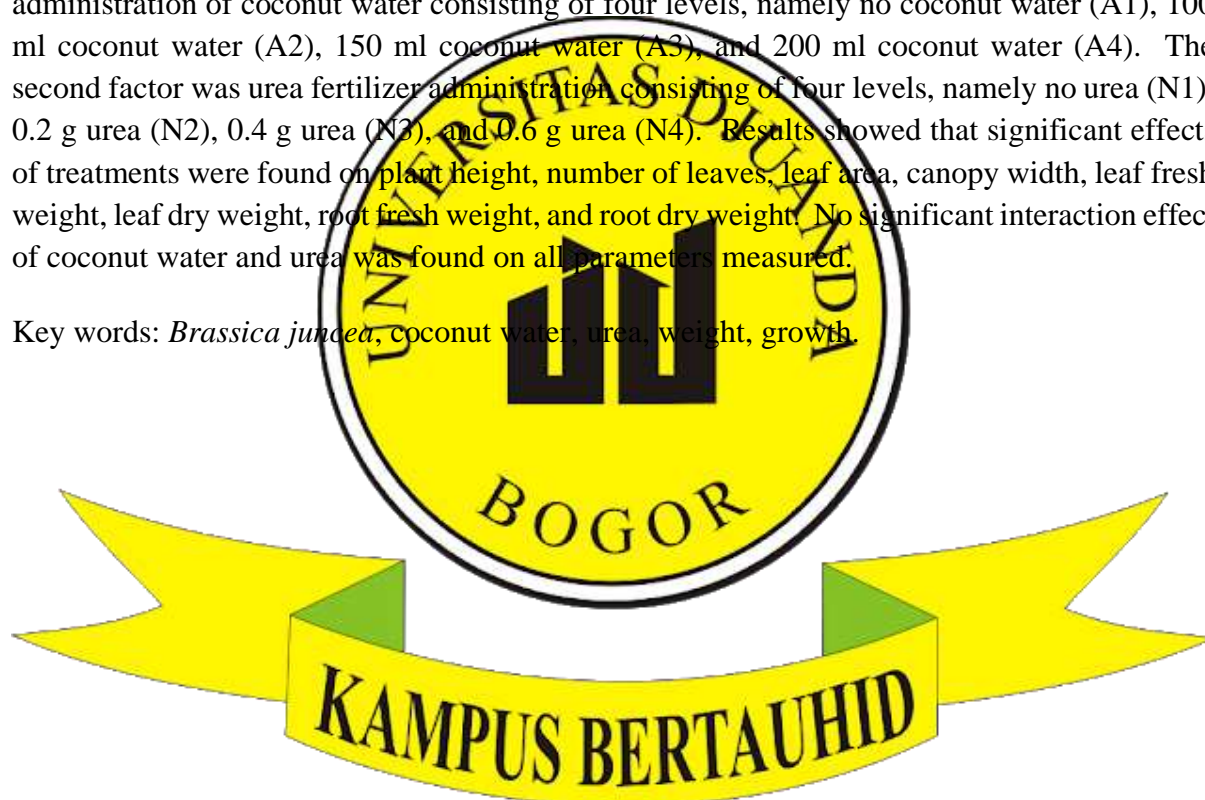 administration of coconut water consisting of four levels, namely no coconut water (A1), 100
ml coconut water (A2), 150 ml coconut water (A3), and 200 ml coconut water (A4). The
second factor was urea fertilizer administration consisting of four levels, namely no urea (N1)
0.2 g urea (N2), 0.4 g urea (N3), and 0.6 g urea (N4). Results showed that significant effect
of treatments were found on plant height, number of leaves, leaf area, canopy width, leaf fresh
weight, leaf dry weight, root fresh weight, and root dry weight. No significant interaction effec
of coconut water and urea was found on all parameters measured.
Key words: Brassica juncea, coconut water, urea, weight, growth.
UNIVERSITAS DUANDA
BOGOR
KAMPUS BERTAUHID